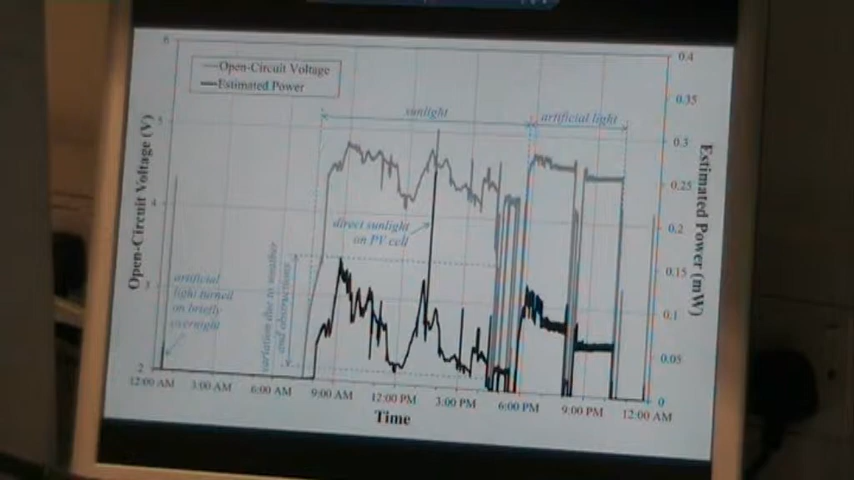 6
0.4
Open-Circuit Voltage
Estimated Power
0.35
sunlight
artificial light
5
0.3
0.25
4
direct sunlight
on PV cell
0.2
Open-Circuit Voltage (V)
Estimated Power (mW)
artificial
light turned
on briefly
overnight
variation due to weather
and obstructions
3
0.15
0.1
0.05
2
0
12:00 AM
3:00 AM
6:00 AM
9:00 AM
12:00 PM
3:00 PM
6:00 PM
9:00 PM
12:00 AM
Time